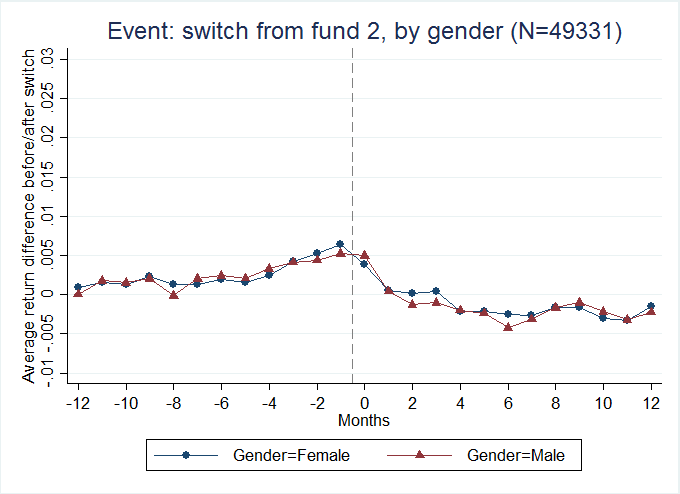 Event: switch from fund 2, by gender (N=49331)
Average return difference before/after switch
.03
.025
.02
.015
.01
.005
0
-.005
-.01
-12 -10 -8 -6 -4 -2 0 2 4 6 8 10 12
Months
Gender=Female Gender=Male